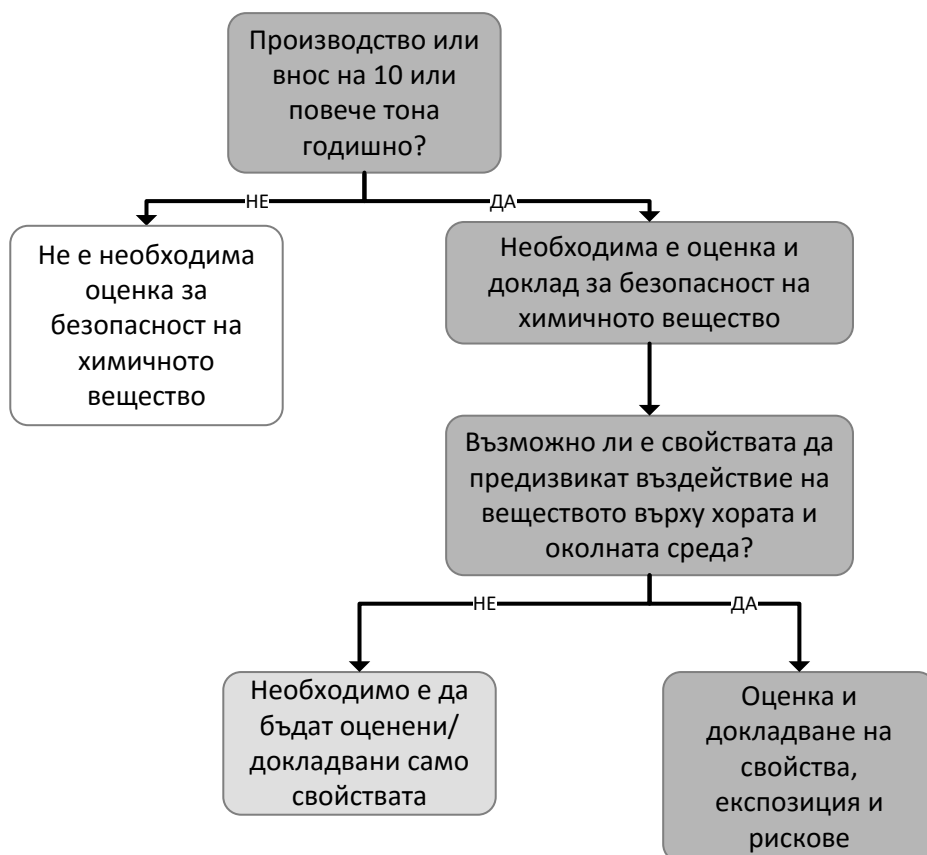 Производство или
внос на 10 или
повече тона
годишно?
НЕ
ДА
Не е необходима
оценка за
безопасност на
химичното
вещество
Необходима е оценка и
доклад за безопасност на
химичното вещество
Възможно ли е свойствата да
предизвикат въздействие на
веществото върху хората и
околната среда?
НЕ
ДА
Необходимо е да
бъдат оценени/
докладвани само
свойствата
Оценка и
докладване на
свойства,
експозиция и
рискове